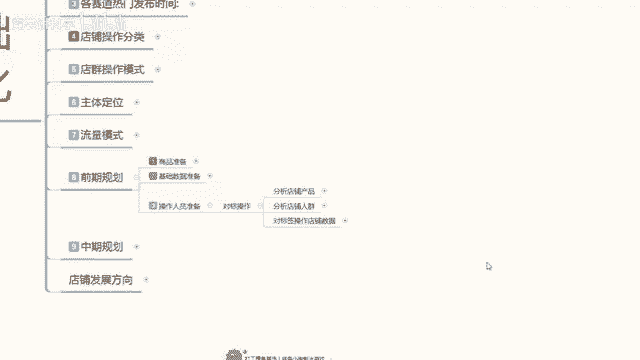 3 各赛道热门发布时间:
4 店铺操作分类
5 店群操作模式
6 主体定位
7 流量模式
8 前期规划
1 商品准备
2 基础数据准备
3 操作人员准备
对标操作
分析店铺产品
分析店铺人群
对标签操作店铺数据
9 中期规划
店铺发展方向